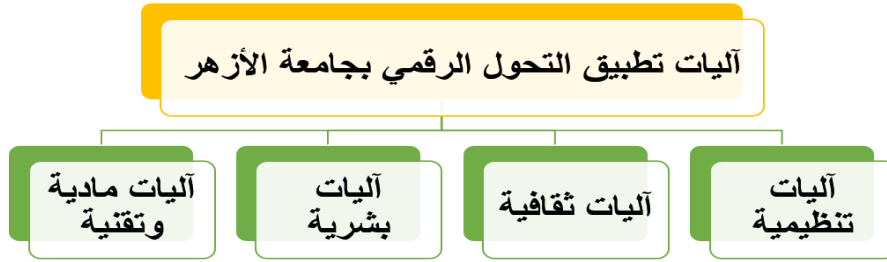 آليات تطبيق التحول الرقمي بجامعة الأزهر
آليات
تنظيمية
آليات ثقافية
آليات
بشرية
آليات مادية
وتقنية